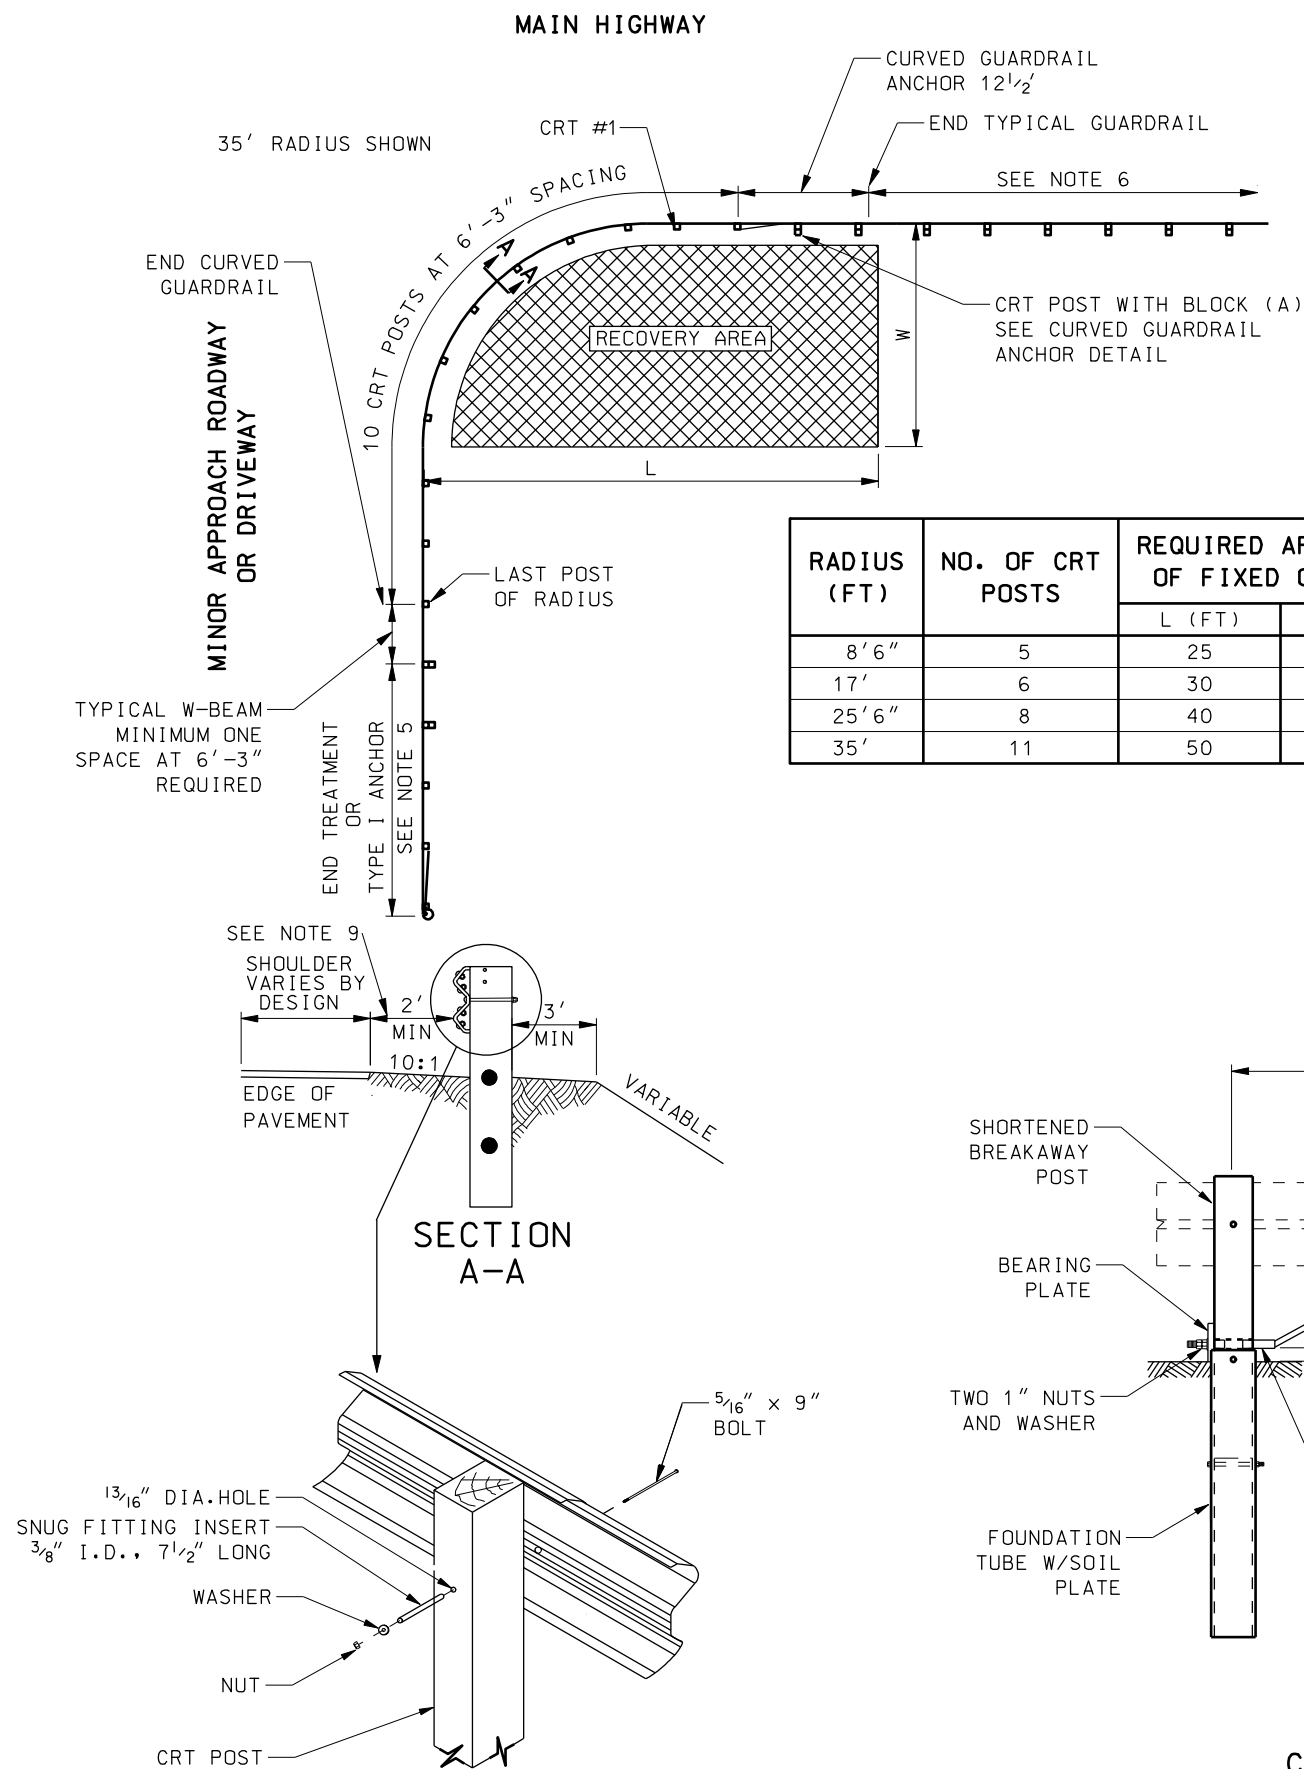 MAIN HIGHWAY
CURVED GUARDRAIL
ANCHOR 12 1/2'
35' RADIUS SHOWN
CRT #1
END TYPICAL GUARDRAIL
SEE NOTE 6
10 CRT POSTS AT 6'-3" SPACING
A
A
END CURVED
GUARDRAIL
RECOVERY AREA
W
CRT POST WITH BLOCK (A)
SEE CURVED GUARDRAIL
ANCHOR DETAIL
MINOR APPROACH ROADWAY
OR DRIVEWAY
L
LAST POST
OF RADIUS
TYPICAL W-BEAM
MINIMUM ONE
SPACE AT 6'-3"
REQUIRED
END TREATMENT
OR
TYPE I ANCHOR
SEE NOTE 5
RADIUS
(FT)
NO. OF CRT
POSTS
REQUIRED
OF FIXED
L (FT)
8'6" 5 25
17' 6 30
25'6" 8 40
35' 11 50
SEE NOTE 9
SHOULDER
VARIES BY
DESIGN
2'
MIN
3'
MIN
10:1
EDGE OF
PAVEMENT
VARIABLE
SECTION
A-A
SHORTENED
BREAKAWAY
POST
BEARING
PLATE
TWO 1" NUTS
AND WASHER
FOUNDATION
TUBE W/SOIL
PLATE
5/16" X 9"
BOLT
13/16" DIA.HOLE
SNUG FITTING INSERT
3/8" I.D., 7 1/2" LONG
WASHER
NUT
CRT POST
C